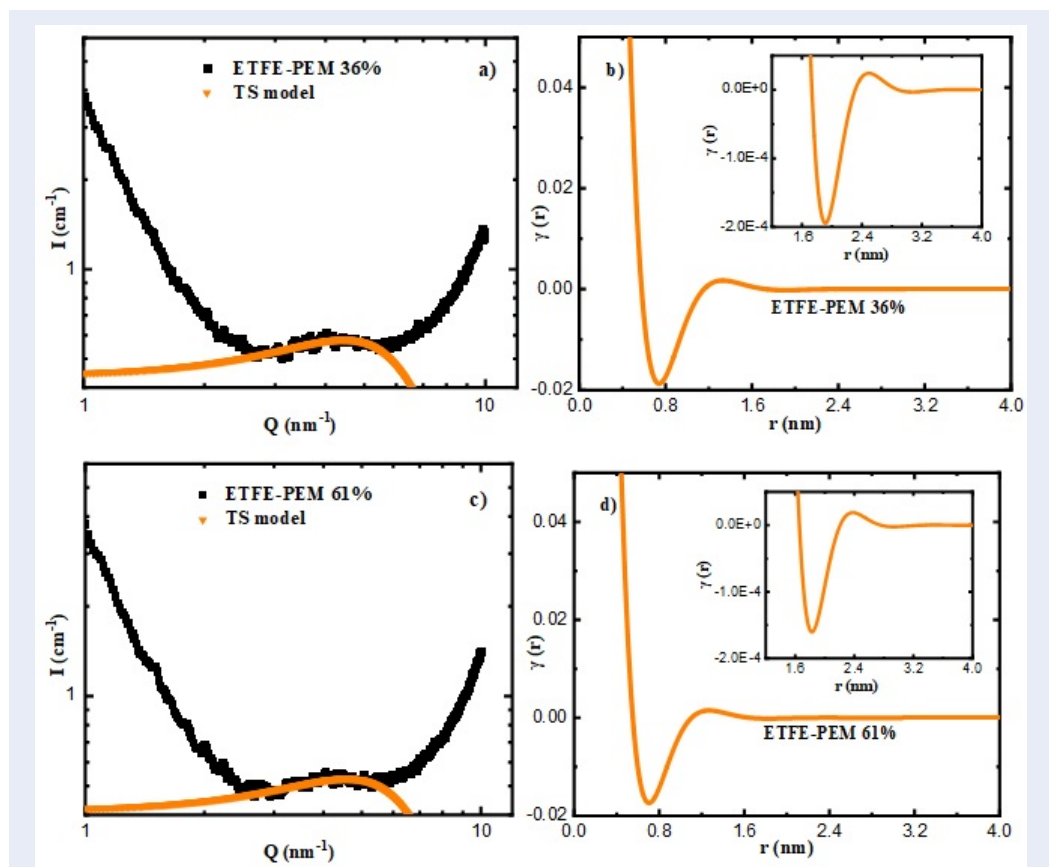 ETFE-PEM 36%
TS model
a)
I (cm-1)
1
1
10
Q (nm-1)
b)
0.04
0.02
0.00
-0.02
γ (r)
0.0
0.8
1.6
2.4
3.2
4.0
r (nm)
ETFE-PEM 36%
0.0E+0
-1.0E-4
-2.0E-4
γ (r)
1.6
2.4
3.2
4.0
r (nm)
ETFE-PEM 61%
TS model
c)
I (cm-1)
1
1
10
Q (nm-1)
d)
0.04
0.02
0.00
-0.02
γ (r)
0.0
0.8
1.6
2.4
3.2
4.0
r (nm)
ETFE-PEM 61%
0.0E+0
-1.0E-4
-2.0E-4
γ (r)
1.6
2.4
3.2
4.0
r (nm)